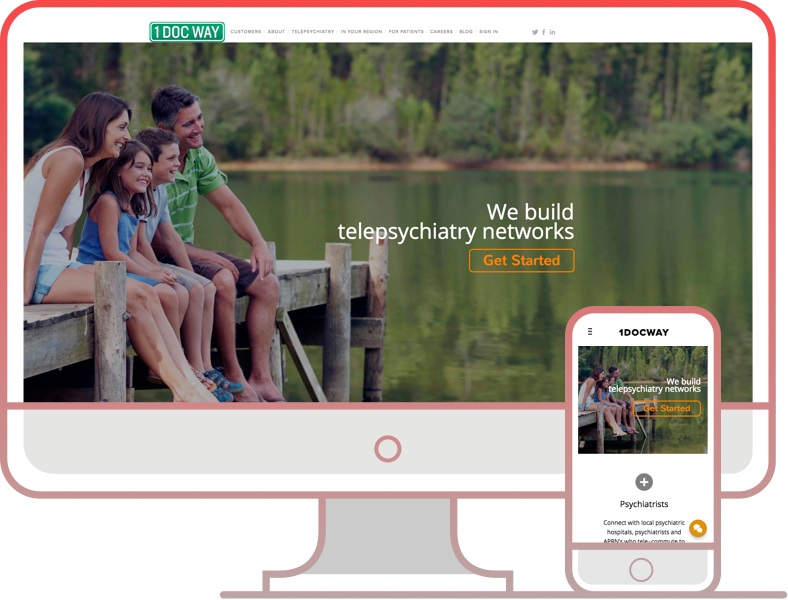 1 DOC WAY
CUSTOMERS / ABOUT / TELEPSYCHIATRY / IN YOUR REGION / FOR PATIENTS / CAREERS / BLOG / SIGN IN
We build
telepsychiatry networks
Get Started
1DOCWAY
We build
telepsychiatry networks
Get Started
Psychiatrists
Connect with local psychiatric
hospitals, psychiatrists and
APRN's who tele-commute to